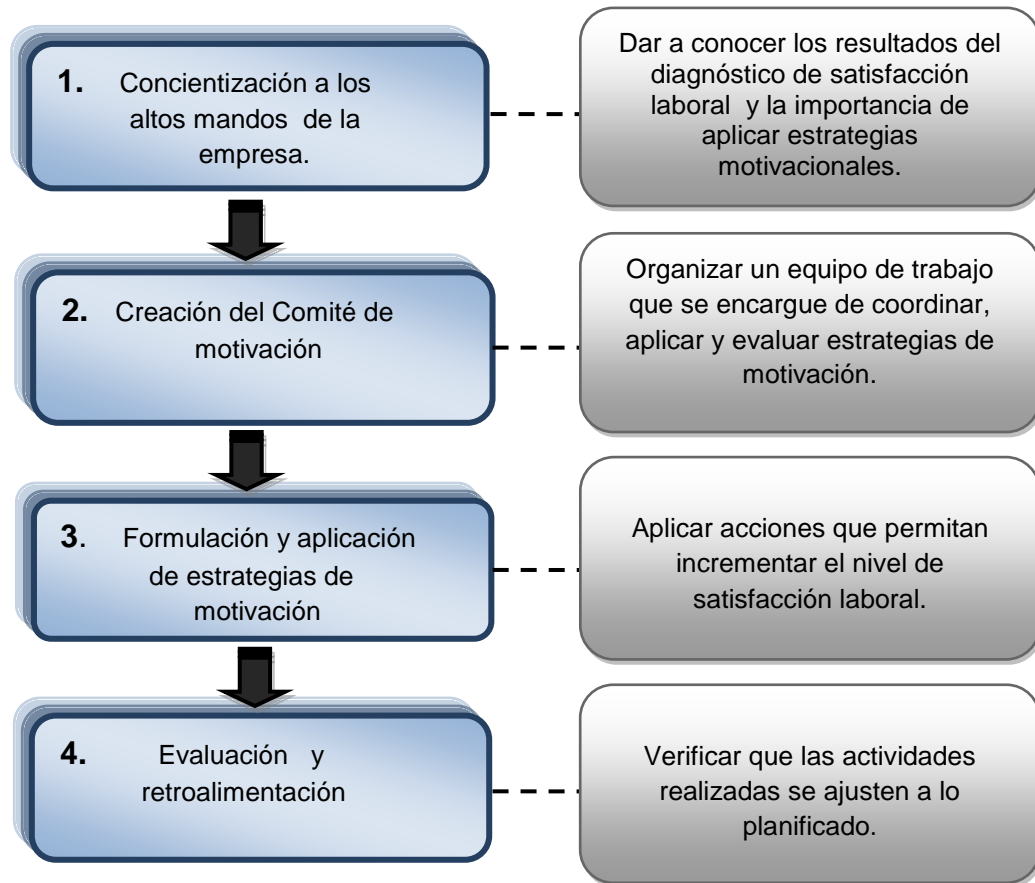 1. Concientización a los
altos mandos de la
empresa.
Dar a conocer los resultados del
diagnóstico de satisfacción
laboral y la importancia de
aplicar estrategias
motivacionales.
2. Creación del Comité de
motivación
Organizar un equipo de trabajo
que se encargue de coordinar,
aplicar y evaluar estrategias de
motivación.
3. Formulación y aplicación
de estrategias de
motivación
Aplicar acciones que permitan
incrementar el nivel de
satisfacción laboral.
4. Evaluación y
retroalimentación
Verificar que las actividades
realizadas se ajusten a lo
planificado.